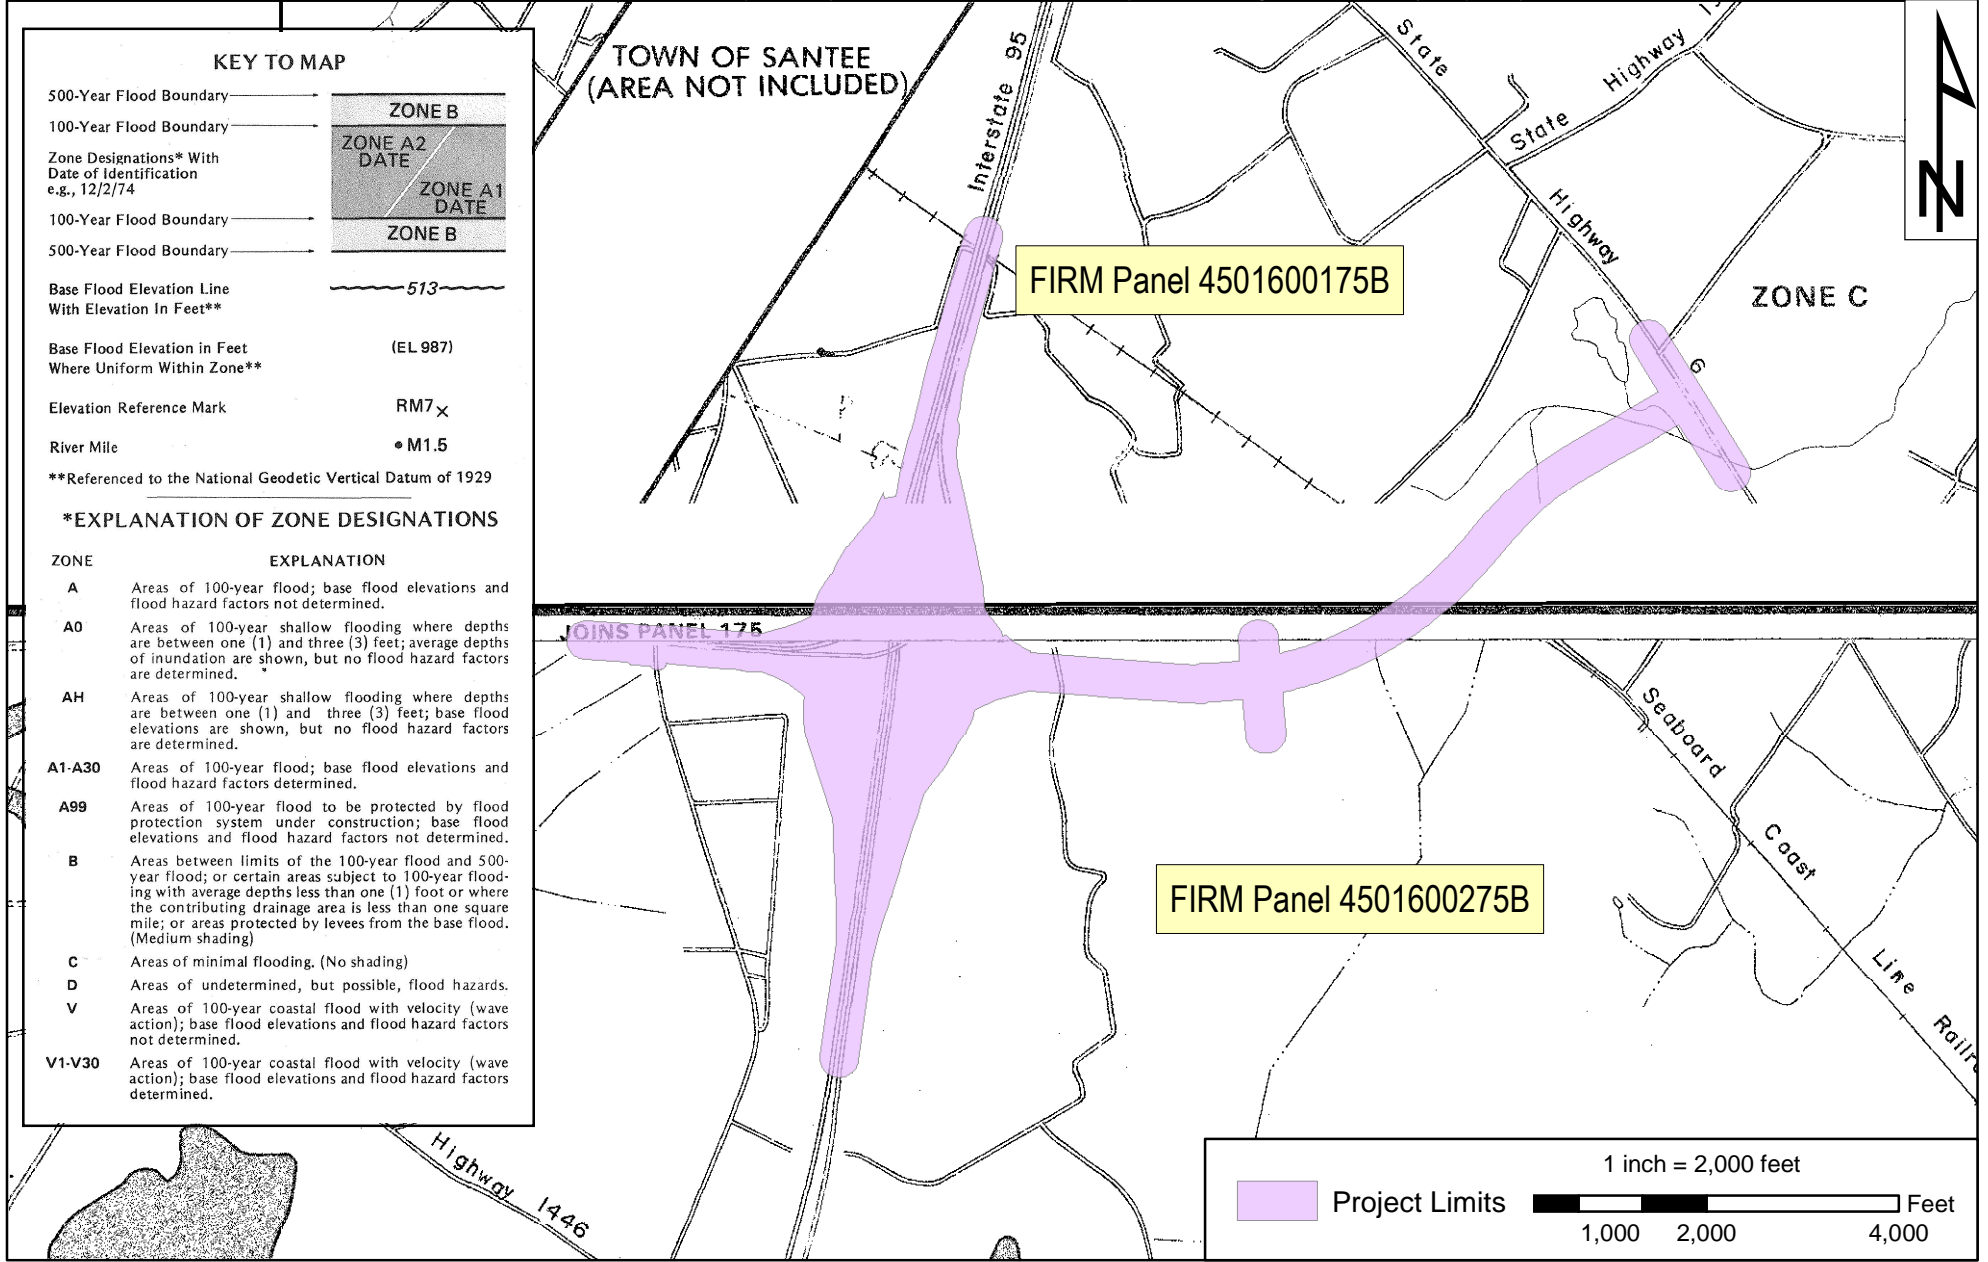 KEY TO MAP
500-Year Flood Boundary
ZONE B
100-Year Flood Boundary
ZONE A2
DATE
Zone Designations* With
Date of Identification
e.g., 12/2/74
ZONE A1
DATE
100-Year Flood Boundary
ZONE B
500-Year Flood Boundary
Base Flood Elevation Line
With Elevation In Feet**
513
Base Flood Elevation in Feet
Where Uniform Within Zone**
(EL 987)
Elevation Reference Mark
RM7×
River Mile
•M1.5
**Referenced to the National Geodetic Vertical Datum of 1929
*EXPLANATION OF ZONE DESIGNATIONS
ZONE EXPLANATION
A Areas of 100-year flood; base flood elevations and
flood hazard factors not determined.
A0 Areas of 100-year shallow flooding where depths
are between one (1) and three (3) feet; average depths
of inundation are shown, but no flood hazard factors
are determined.
AH Areas of 100-year shallow flooding where depths
are between one (1) and three (3) feet; base flood
elevations are shown, but no flood hazard factors
are determined.
A1-A30 Areas of 100-year flood; base flood elevations and
flood hazard factors determined.
A99 Areas of 100-year flood to be protected by flood
protection system under construction; base flood
elevations and flood hazard factors not determined.
B Areas between limits of the 100-year flood and 500-
year flood; or certain areas subject to 100-year flood-
ing with average depths less than one (1) foot or where
the contributing drainage area is less than one square
mile; or areas protected by levees from the base flood.
(Medium shading)
C Areas of minimal flooding. (No shading)
D Areas of undetermined, but possible, flood hazards.
V Areas of 100-year coastal flood with velocity (wave
action); base flood elevations and flood hazard factors
not determined.
V1-V30 Areas of 100-year coastal flood with velocity (wave
action); base flood elevations and flood hazard factors
determined.
TOWN OF SANTEE
(AREA NOT INCLUDED)
Interstate 95
State
Highway
6
State Highway
N
ZONE C
FIRM Panel 4501600175B
JOINS PANEL 175
FIRM Panel 4501600275B
Seaboard
Coast
Line
Highway 1446
1 inch = 2,000 feet
Project Limits
Feet
1,000 2,000 4,000